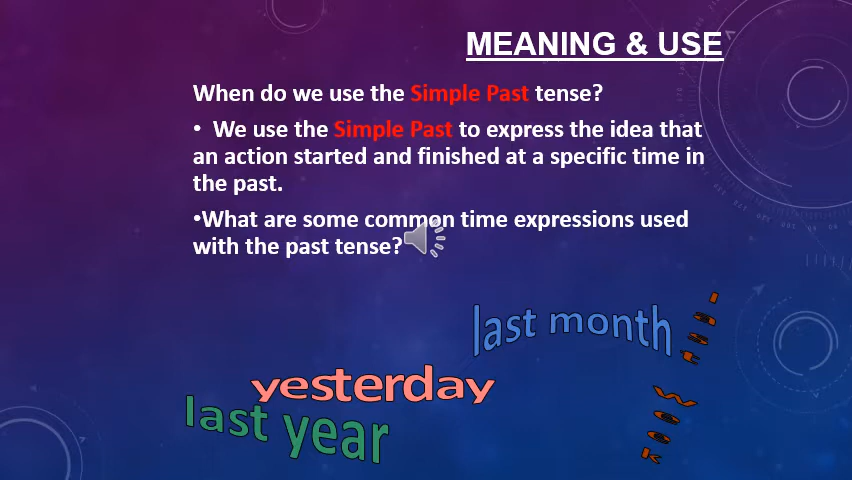 MEANING & USE
When do we use the Simple Past tense?
• We use the Simple Past to express the idea that
an action started and finished at a specific time in
the past.
•What are some common time expressions used
with the past tense?
last month
last week
yesterday
last year